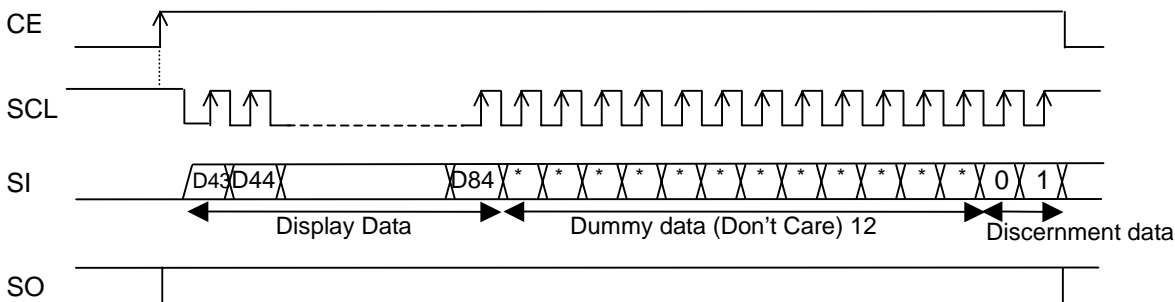 CE
SCL
SI D43 D44 D84 * * * * * * * * * * * * 0 1
Display Data Dummy data (Don't Care) 12 Discernment data
SO